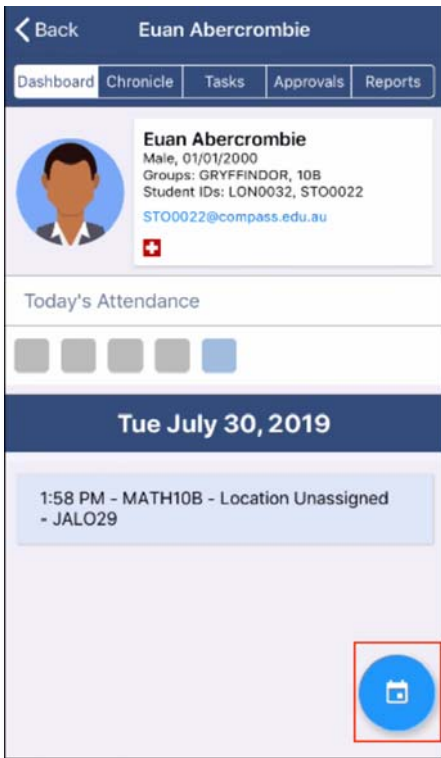 Back Euan Abercrombie
Dashboard Chronicle Tasks Approvals Reports
Euan Abercrombie
Male, 01/01/2000
Groups: GRYFFINDOR, 10B
Student IDs: LON0032, STO0022
STO0022@compass.edu.au
Today's Attendance
Tue July 30, 2019
1:58 PM - MATH10B - Location Unassigned
- JALO29